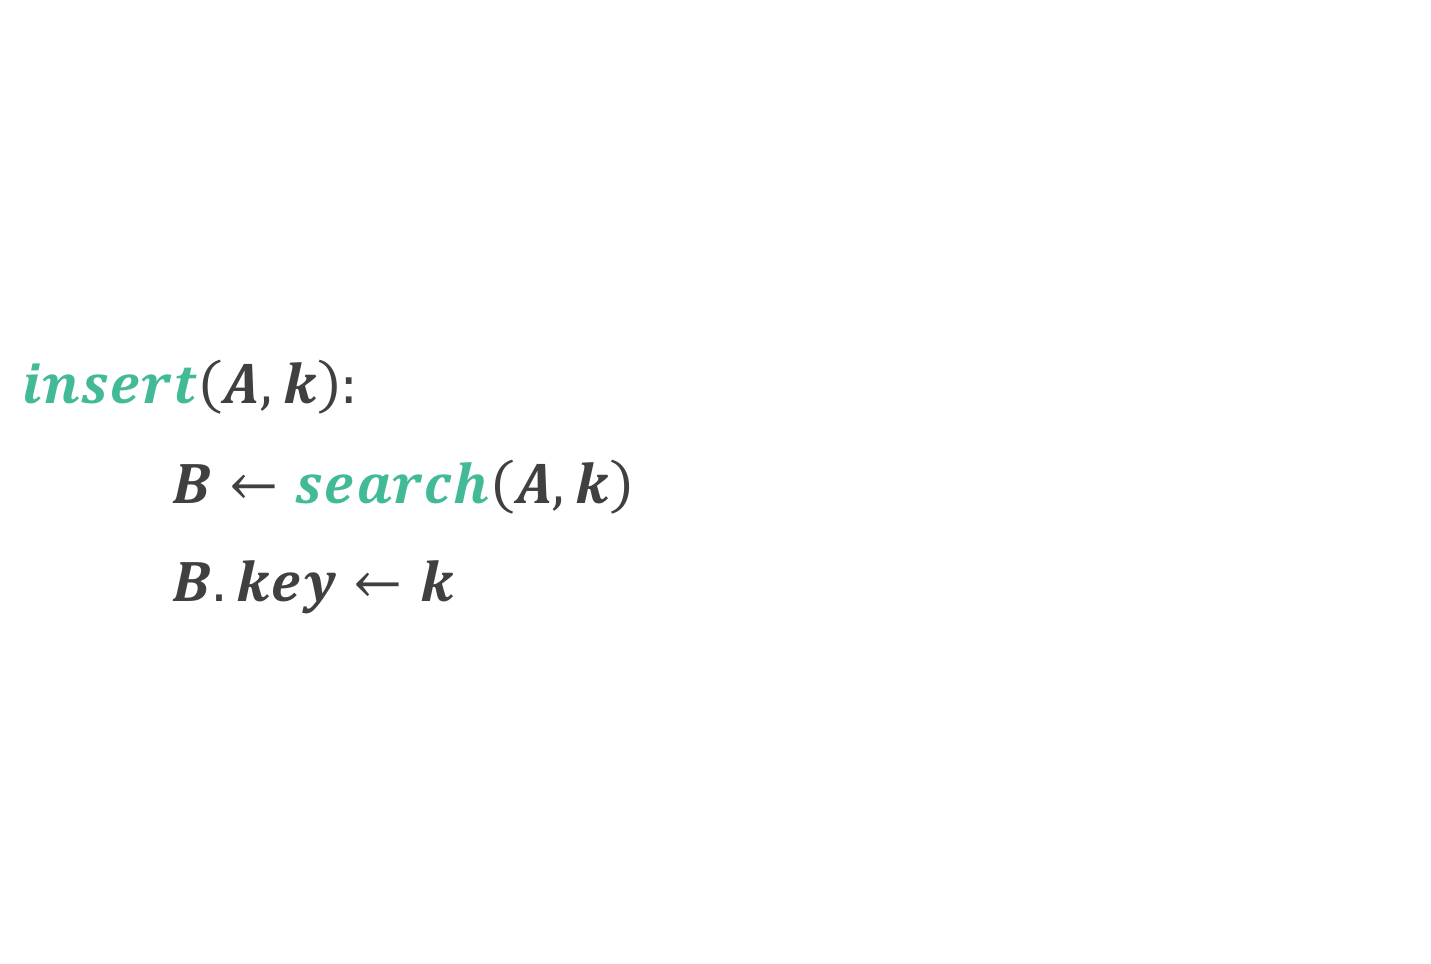 insert(A, k):
B ← search(A, k)
B. key ← k